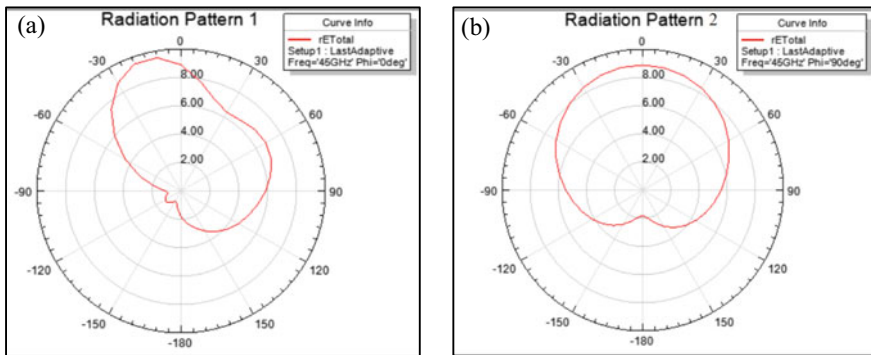 (a)
Radiation Pattern 1
Curve Info
rETotal
Setup1 : LastAdaptive
Freq='45GHz' Phi='0deg'
0
-30
30
-60
60
-90
90
-120
120
-150
150
-180
8.00
6.00
4.00
2.00
(b)
Radiation Pattern 2
Curve Info
rETotal
Setup1 : LastAdaptive
Freq='45GHz' Phi='90deg'
0
-30
30
-60
60
-90
90
-120
120
-150
150
-180
8.00
6.00
4.00
2.00